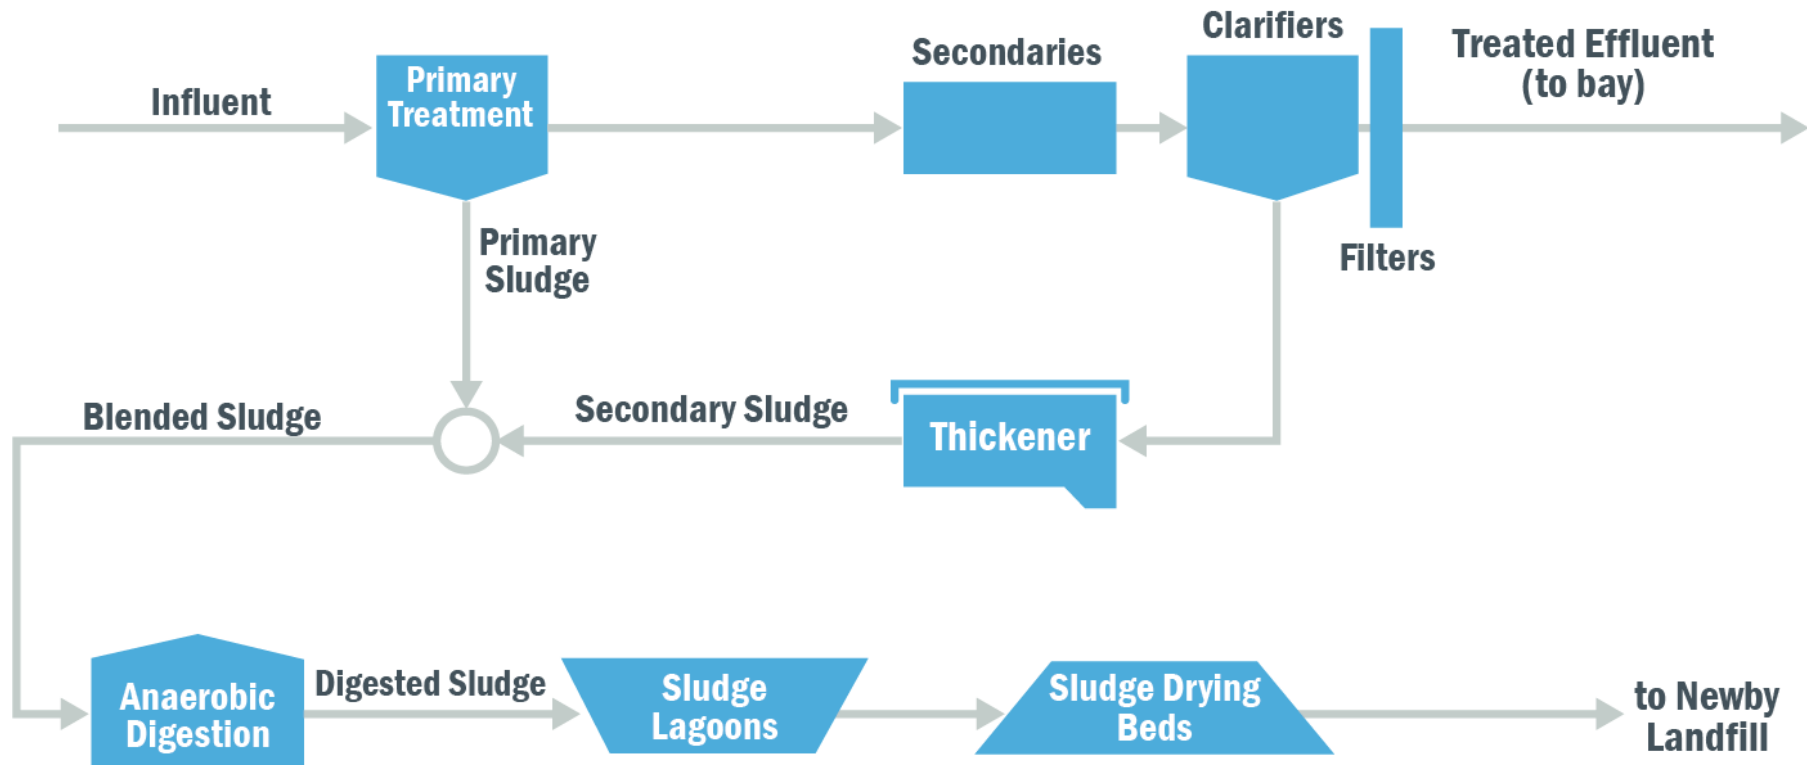 Influent
Primary
Treatment
Secondaries
Clarifiers
Treated Effluent
(to bay)
Filters
Primary
Sludge
Blended Sludge
Secondary Sludge
Thickener
Anaerobic
Digestion
Digested Sludge
Sludge
Lagoons
Sludge Drying
Beds
to Newby
Landfill